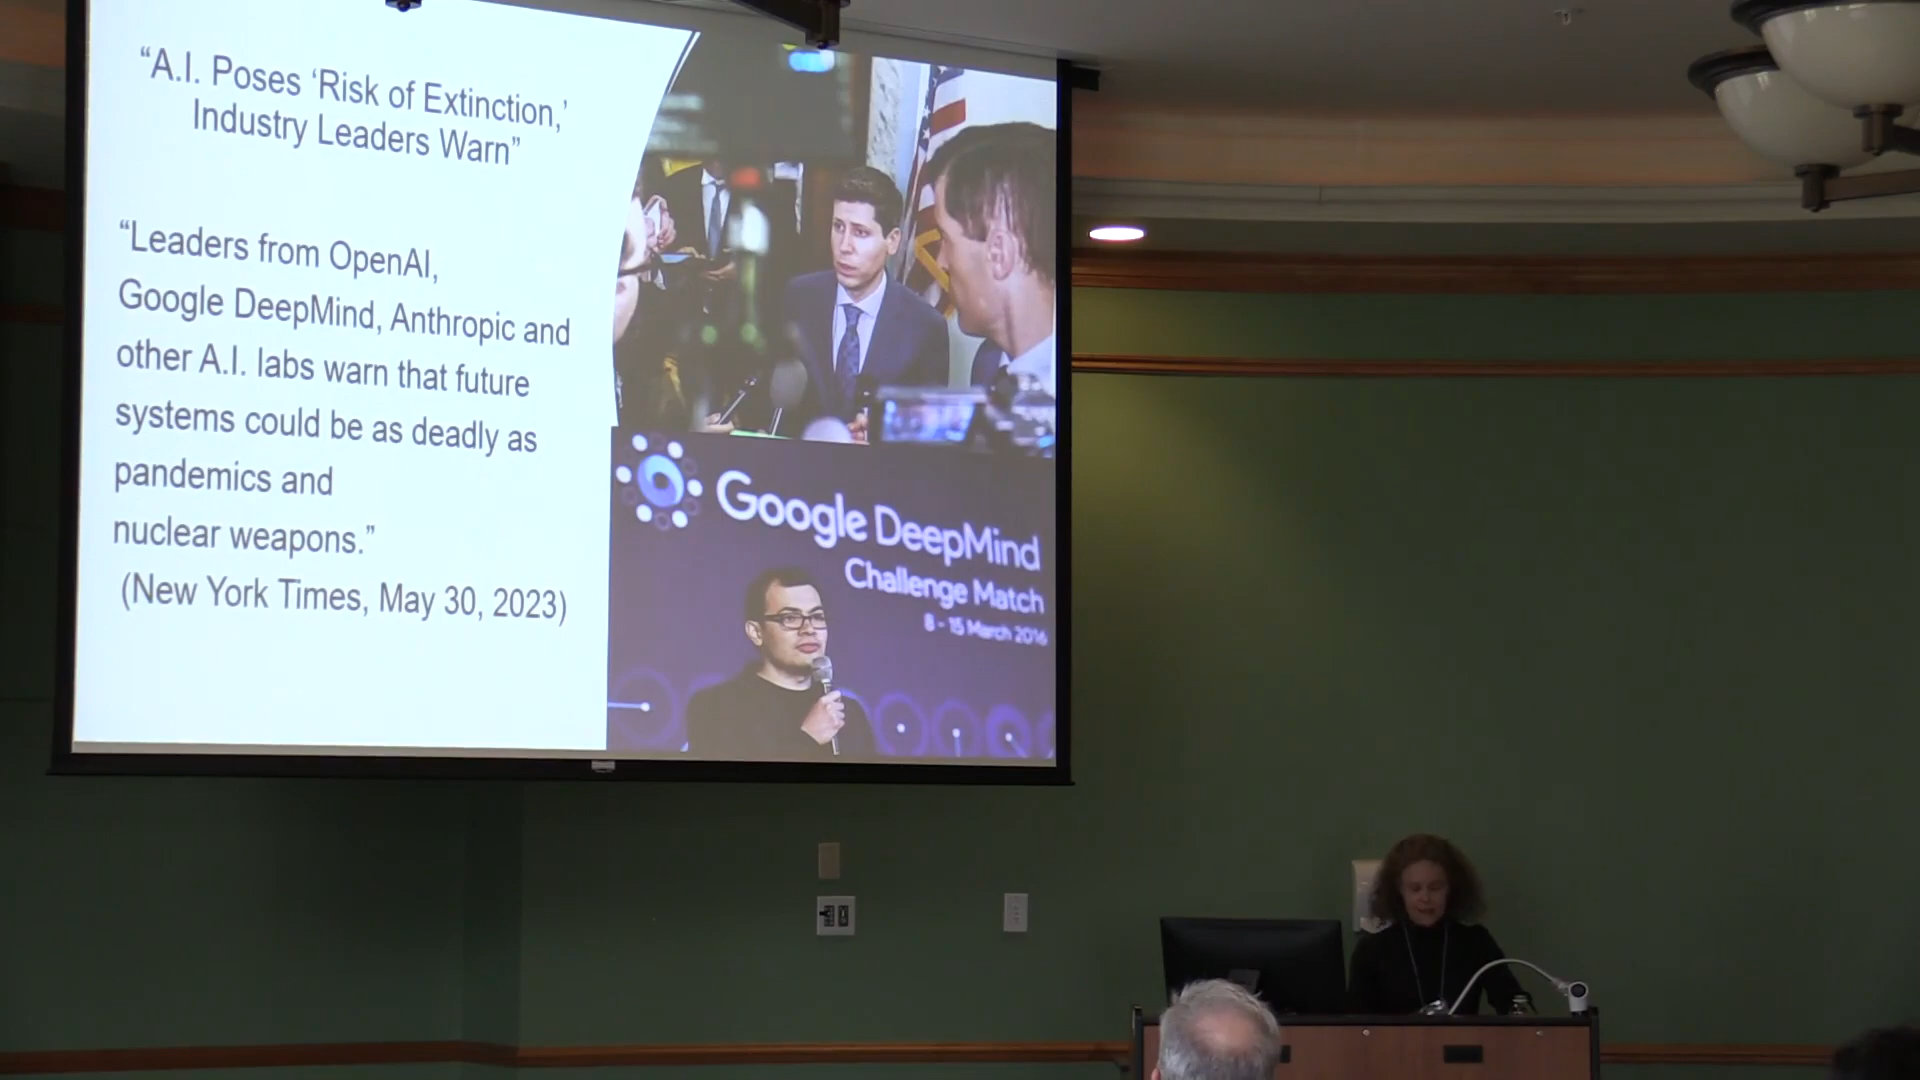 “A.I. Poses ‘Risk of Extinction,’
Industry Leaders Warn”
“Leaders from OpenAI,
Google DeepMind, Anthropic and
other A.I. labs warn that future
systems could be as deadly as
pandemics and
nuclear weapons.”
(New York Times, May 30, 2023)
Google DeepMind
Challenge Match
8 - 15 March 2016